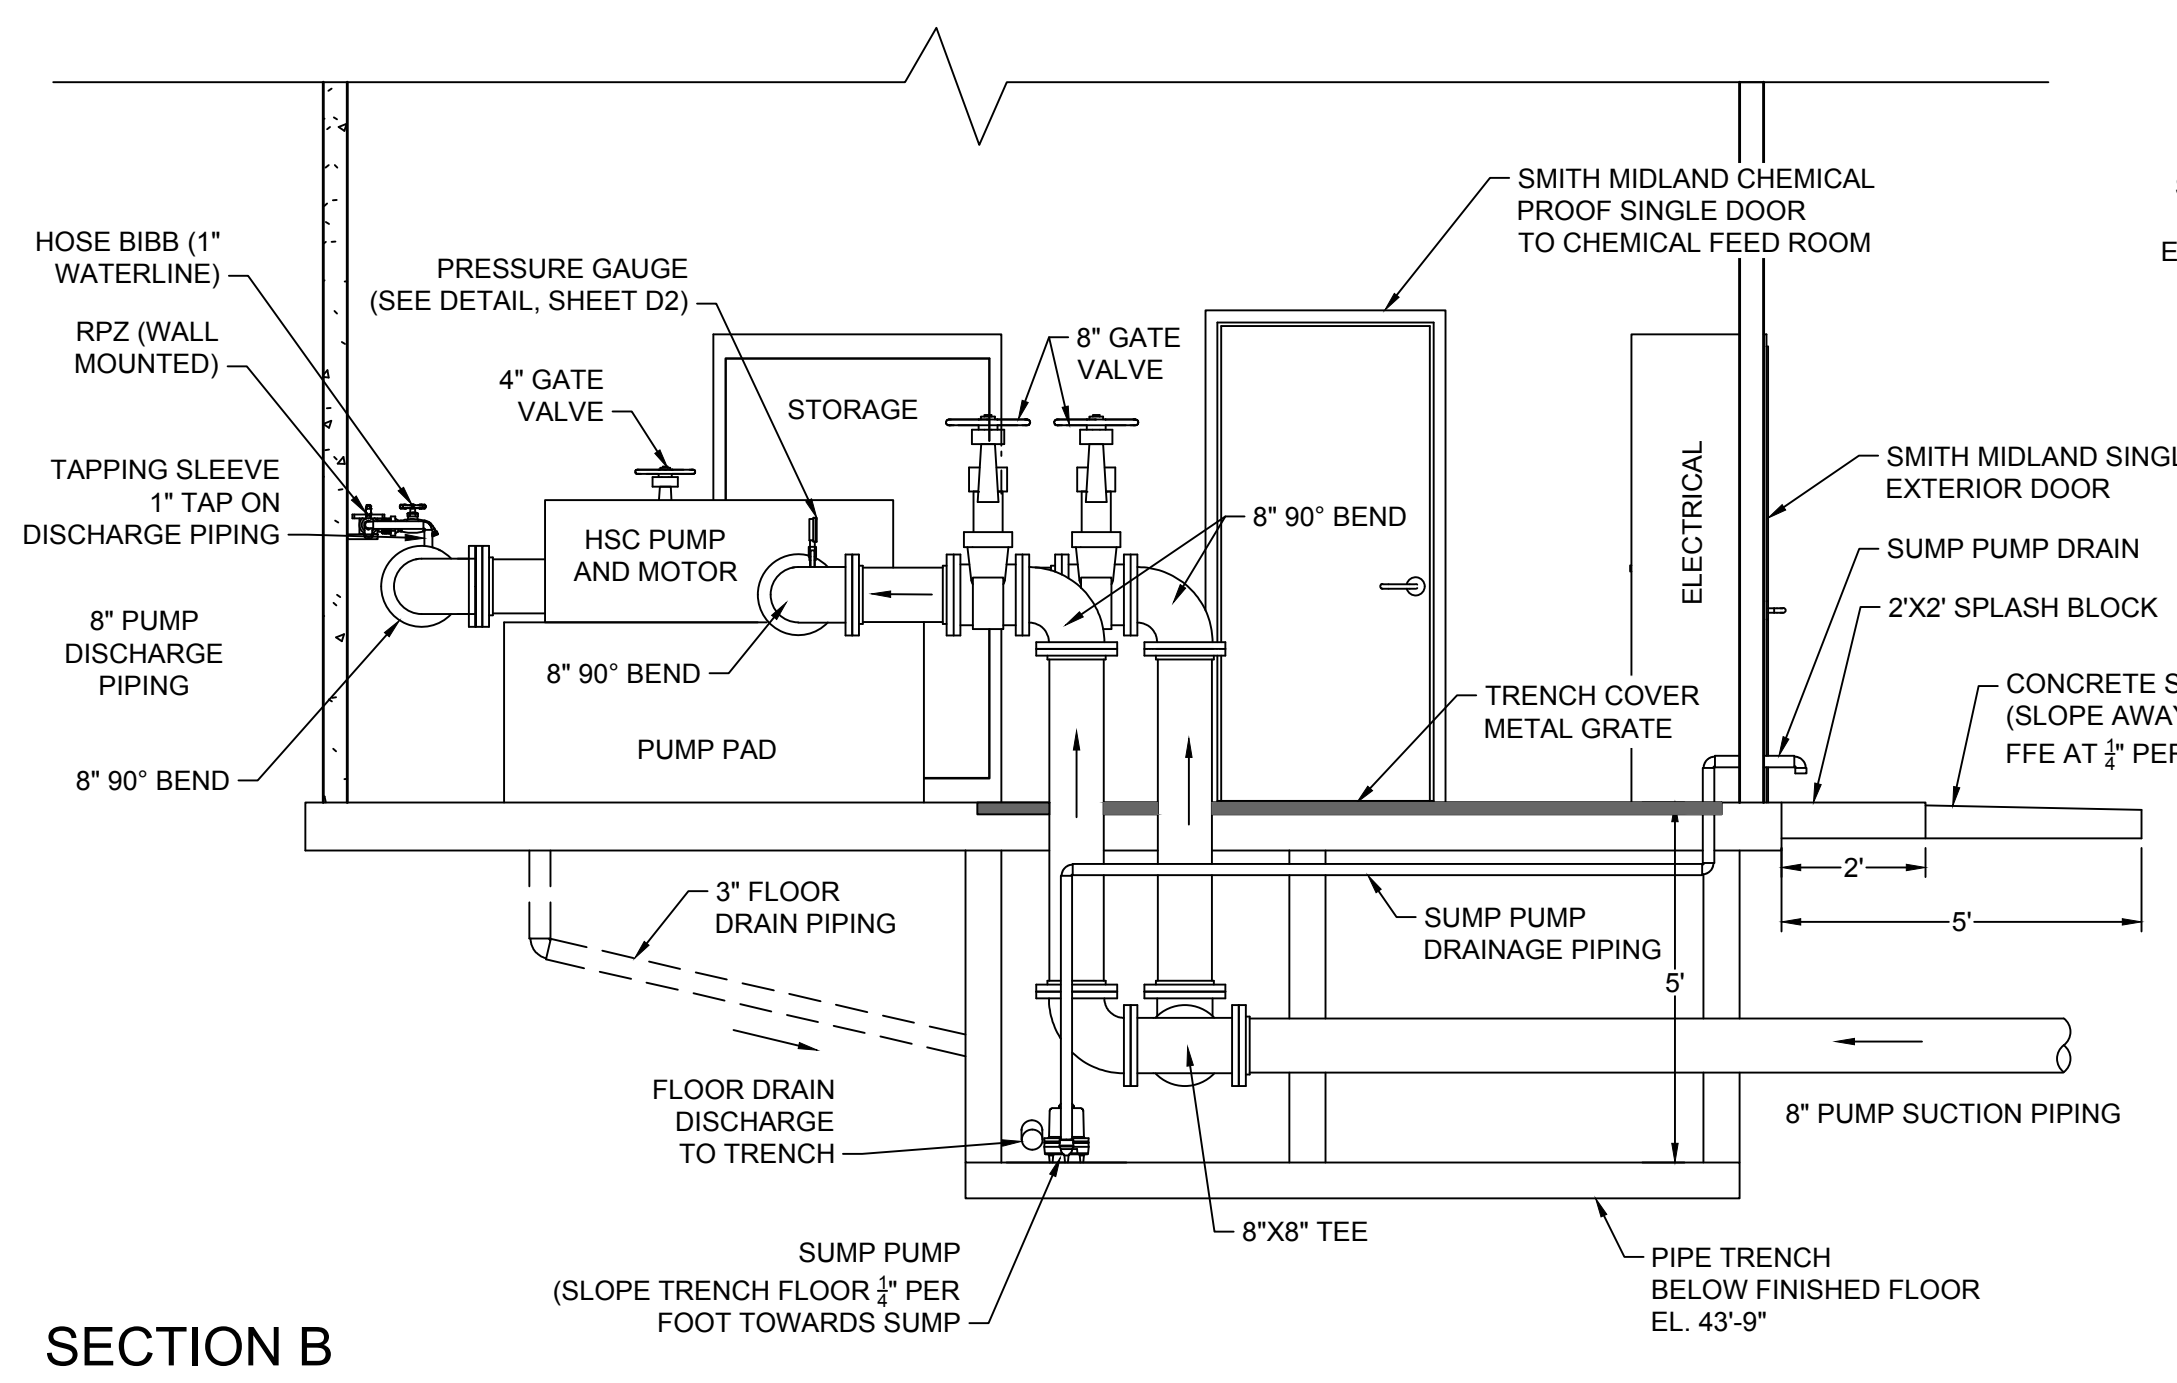 SMITH MIDLAND CHEMICAL
PROOF SINGLE DOOR
TO CHEMICAL FEED ROOM
HOSE BIBB (1"
WATERLINE)
PRESSURE GAUGE
(SEE DETAIL, SHEET D2)
RPZ (WALL
MOUNTED)
8" GATE
VALVE
4" GATE
VALVE
STORAGE
TAPPING SLEEVE
1" TAP ON
DISCHARGE PIPING
HSC PUMP
AND MOTOR
8" 90° BEND
ELECTRICAL
SMITH MIDLAND SINGL
EXTERIOR DOOR
SUMP PUMP DRAIN
2'X2' SPLASH BLOCK
8" PUMP
DISCHARGE
PIPING
8" 90° BEND
CONCRETE S
(SLOPE AWAY
FFE AT 1/4" PER
TRENCH COVER
METAL GRATE
PUMP PAD
8" 90° BEND
2'
3" FLOOR
DRAIN PIPING
SUMP PUMP
DRAINAGE PIPING
5'
5'
FLOOR DRAIN
DISCHARGE
TO TRENCH
8" PUMP SUCTION PIPING
8"X8" TEE
SUMP PUMP
(SLOPE TRENCH FLOOR 1/4" PER
FOOT TOWARDS SUMP
PIPE TRENCH
BELOW FINISHED FLOOR
EL. 43'-9"
SECTION B